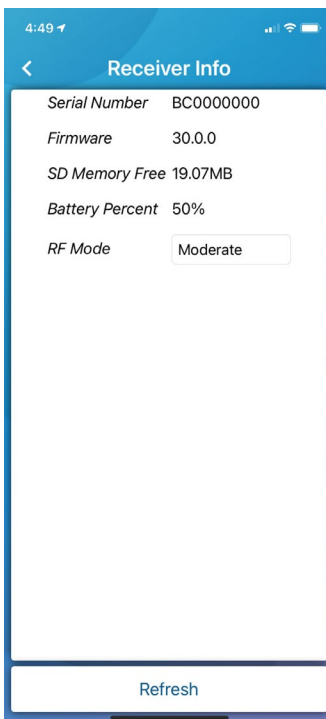 4:49
Receiver Info
Serial Number BC0000000
Firmware 30.0.0
SD Memory Free 19.07MB
Battery Percent 50%
RF Mode Moderate
Refresh